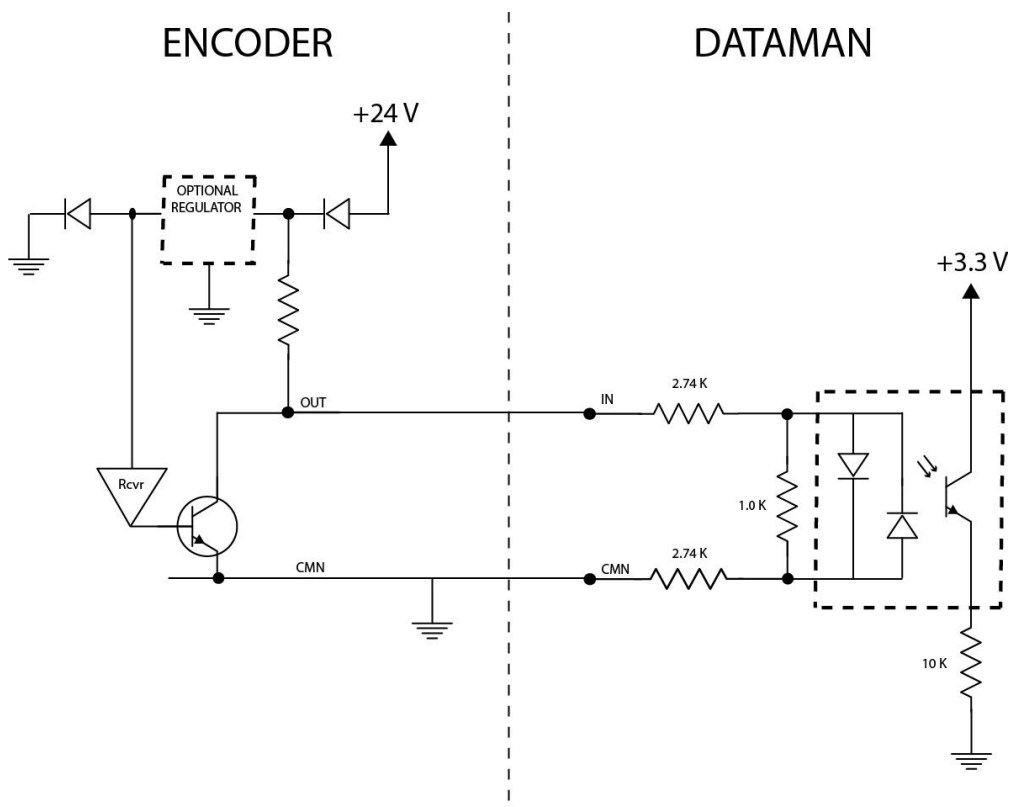 ENCODER
DATAMAN
+24 V
OPTIONAL
REGULATOR
+3.3 V
2.74 K
OUT
IN
Rcvr
1.0 K
2.74 K
CMN
CMN
10 K